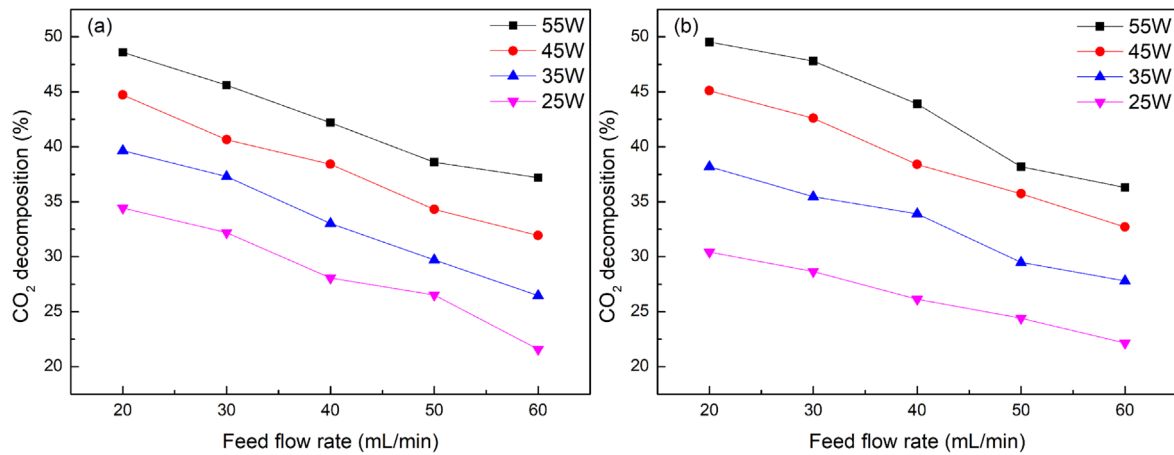 (a)
55W
45W
35W
25W
50
45
40
35
30
25
20
CO₂ decomposition (%)
20 30 40 50 60
Feed flow rate (mL/min)
(b)
55W
45W
35W
25W
50
45
40
35
30
25
20
CO₂ decomposition (%)
20 30 40 50 60
Feed flow rate (mL/min)